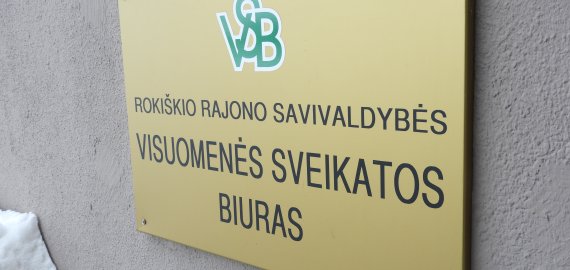 VSB
ROKIŠKIO RAJONO SAVIVALDYBĖS
VISUOMENĖS SVEIKATOS
BIURAS